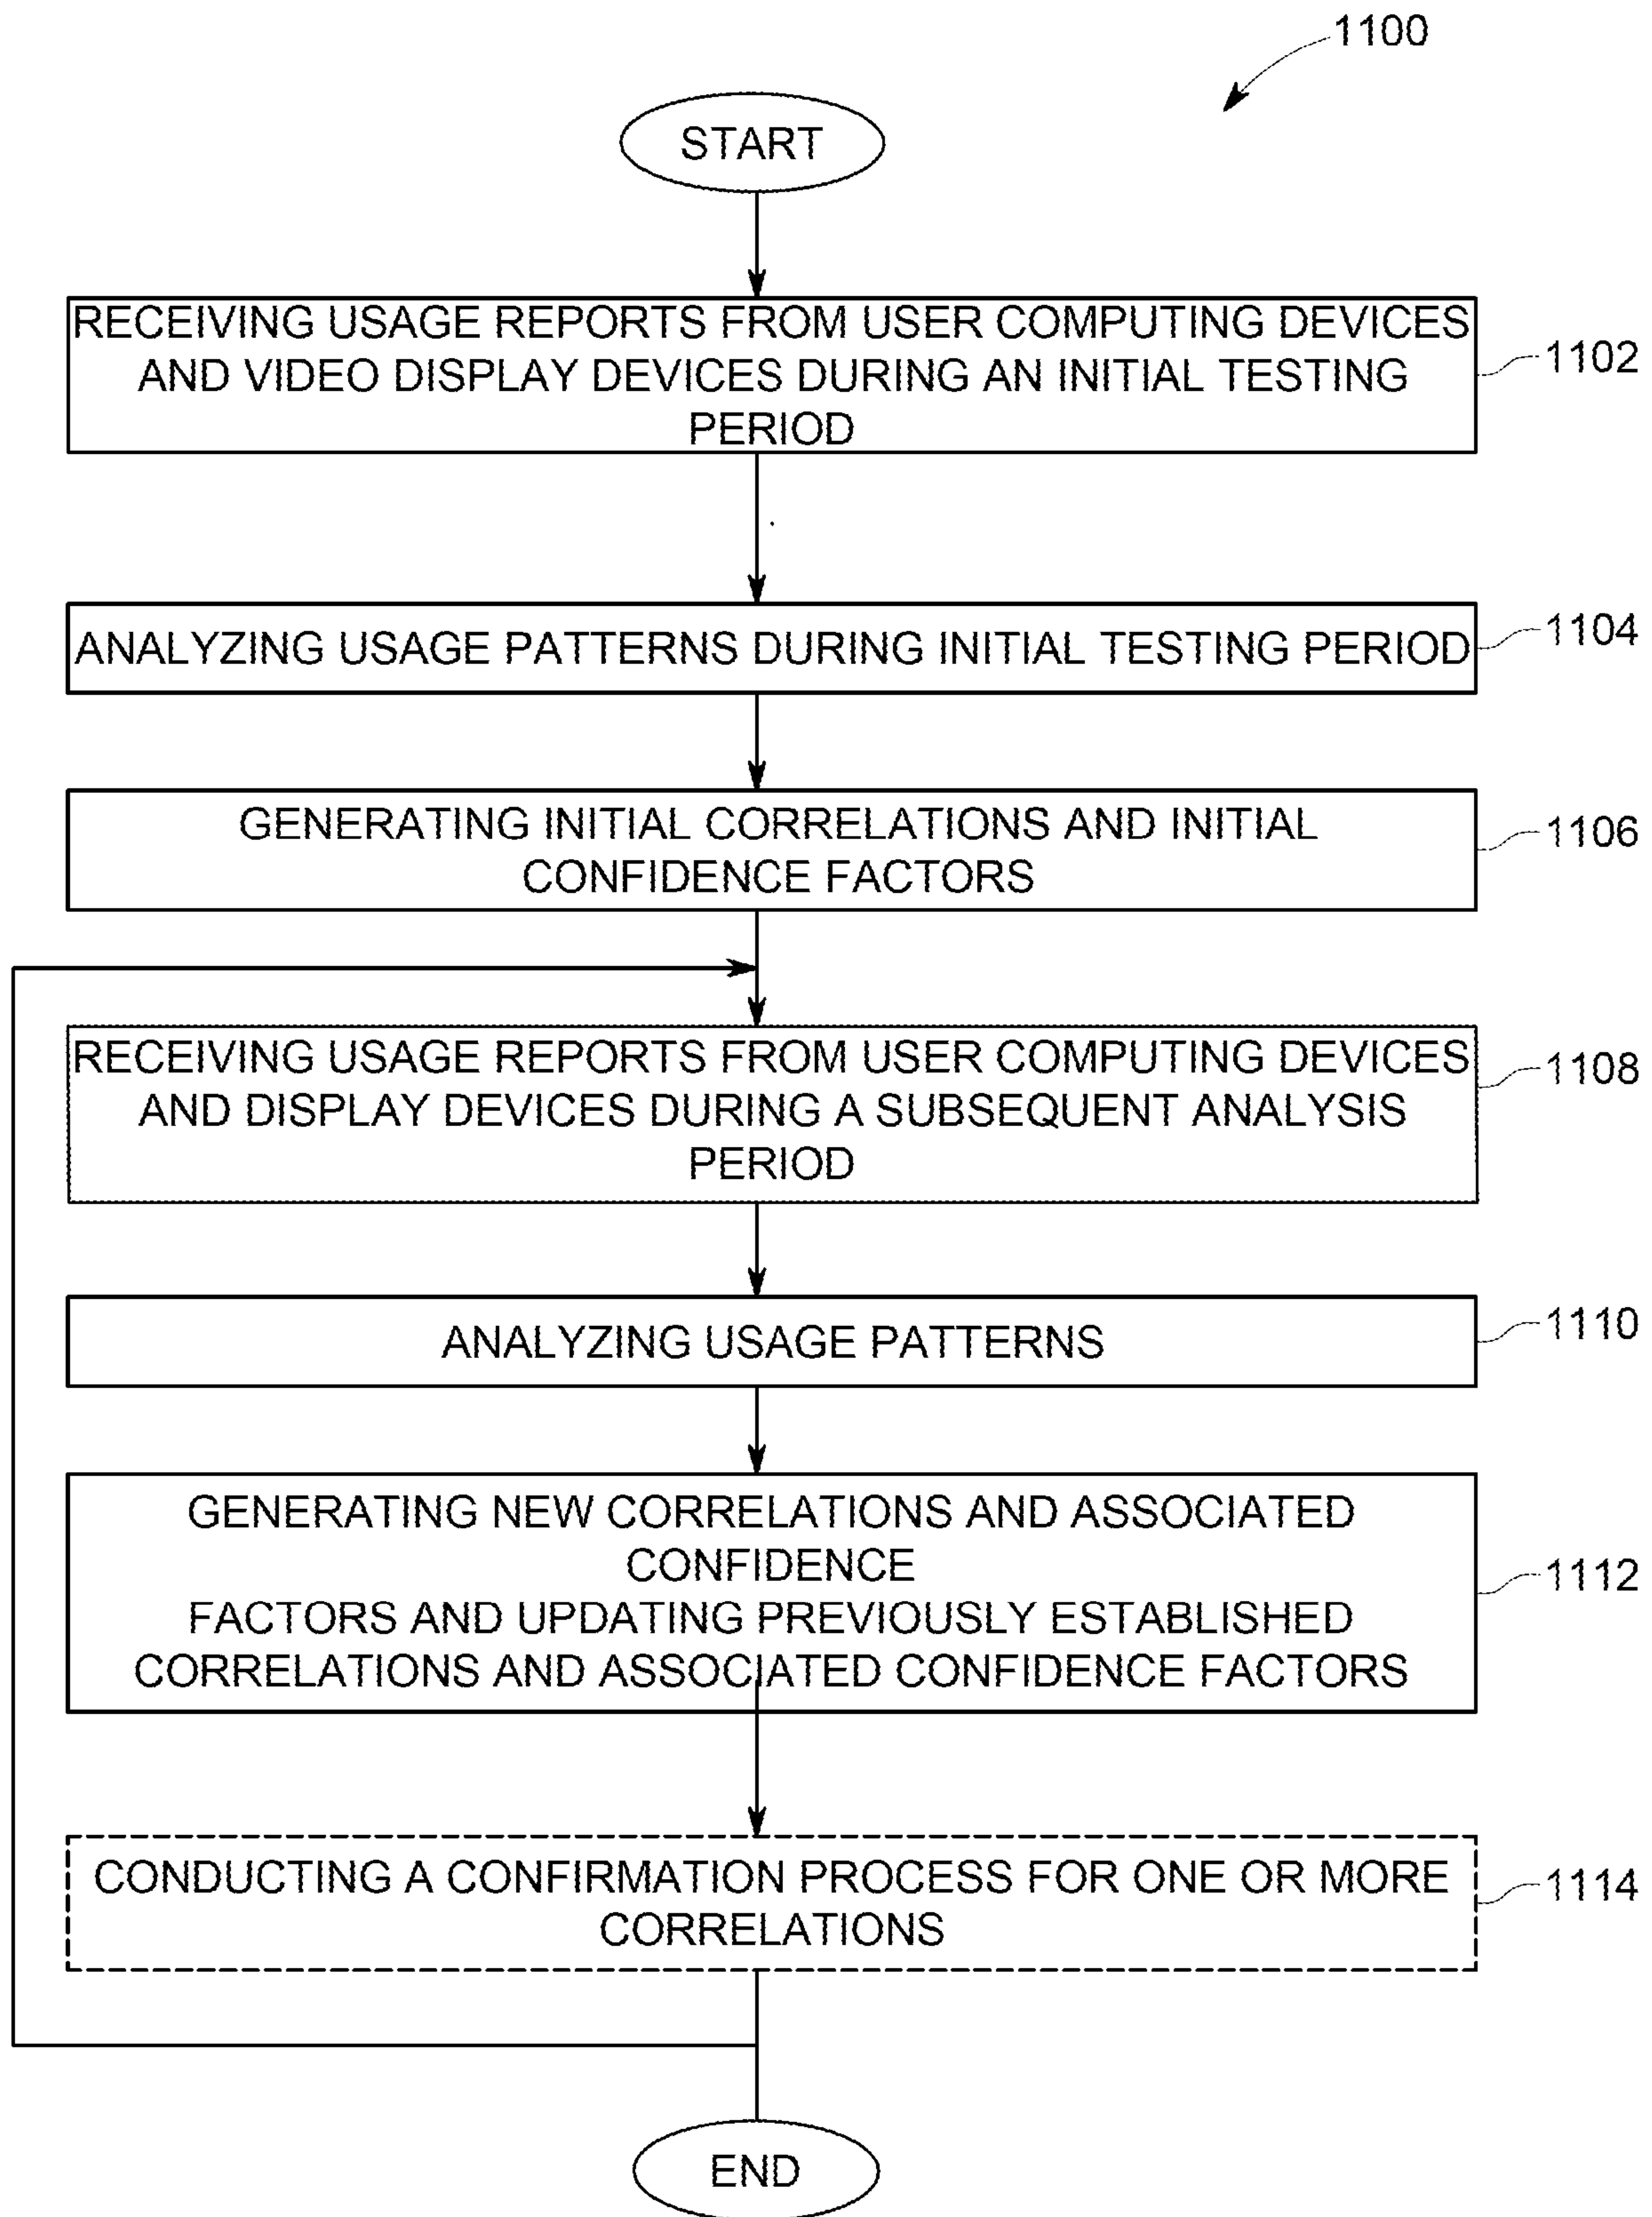 1100
START
RECEIVING USAGE REPORTS FROM USER COMPUTING DEVICES
AND VIDEO DISPLAY DEVICES DURING AN INITIAL TESTING
PERIOD
1102
ANALYZING USAGE PATTERNS DURING INITIAL TESTING PERIOD
1104
GENERATING INITIAL CORRELATIONS AND INITIAL
CONFIDENCE FACTORS
1106
RECEIVING USAGE REPORTS FROM USER COMPUTING DEVICES
AND DISPLAY DEVICES DURING A SUBSEQUENT ANALYSIS
PERIOD
1108
ANALYZING USAGE PATTERNS
1110
GENERATING NEW CORRELATIONS AND ASSOCIATED
CONFIDENCE
FACTORS AND UPDATING PREVIOUSLY ESTABLISHED
CORRELATIONS AND ASSOCIATED CONFIDENCE FACTORS
1112
CONDUCTING A CONFIRMATION PROCESS FOR ONE OR MORE
CORRELATIONS
1114
END